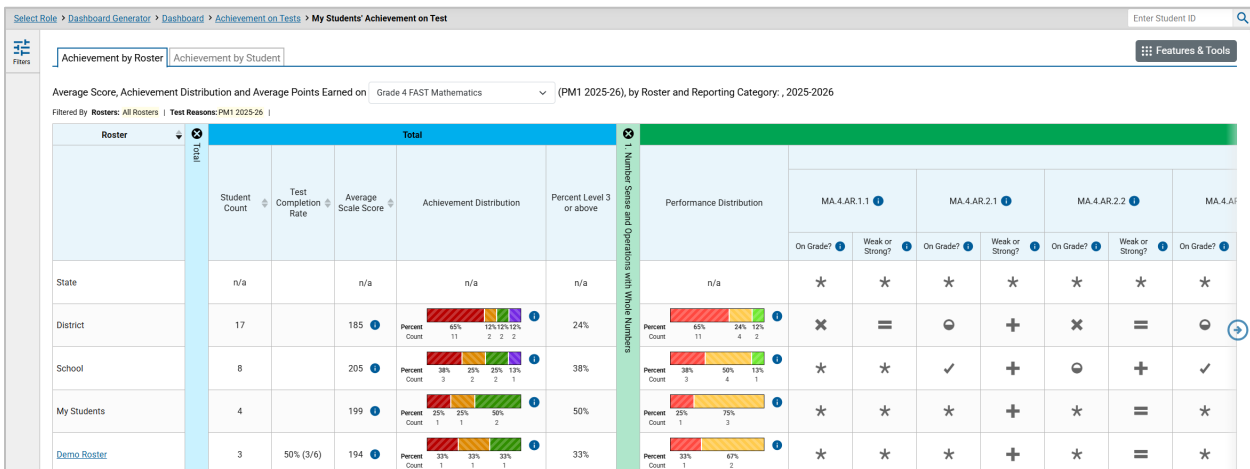 Select Role > Dashboard Generator > Dashboard > Achievement on Tests > My Students' Achievement on Test
Enter Student ID
Filters
Achievement by Roster
Achievement by Student
Features & Tools
Average Score, Achievement Distribution and Average Points Earned on Grade 4 FAST Mathematics (PM1 2025-26), by Roster and Reporting Category: , 2025-2026
Filtered By Rosters: All Rosters | Test Reasons: PM1 2025-26 |
Roster
Total
Total
1. Number Sense and Operations with Whole Numbers
Student Count
Test Completion Rate
Average Scale Score
Achievement Distribution
Percent Level 3 or above
Performance Distribution
MA.4.AR.1.1
MA.4.AR.2.1
MA.4.AR.2.2
MA.4.AR
On Grade?
Weak or Strong?
On Grade?
Weak or Strong?
On Grade?
Weak or Strong?
On Grade?
State n/a n/a n/a n/a n/a
District 17 185 24%
Percent 65% 12% 12% 12%
Count 11 2 2 2
Percent 65% 24% 12%
Count 11 4 2
School 8 205 38%
Percent 38% 25% 25% 13%
Count 3 2 2 1
Percent 38% 50% 13%
Count 3 4 1
My Students 4 199 50%
Percent 25% 25% 50%
Count 1 1 2
Percent 25% 75%
Count 1 3
Demo Roster 3 50% (3/6) 194 33%
Percent 33% 33% 33%
Count 1 1 1
Percent 33% 67%
Count 1 2